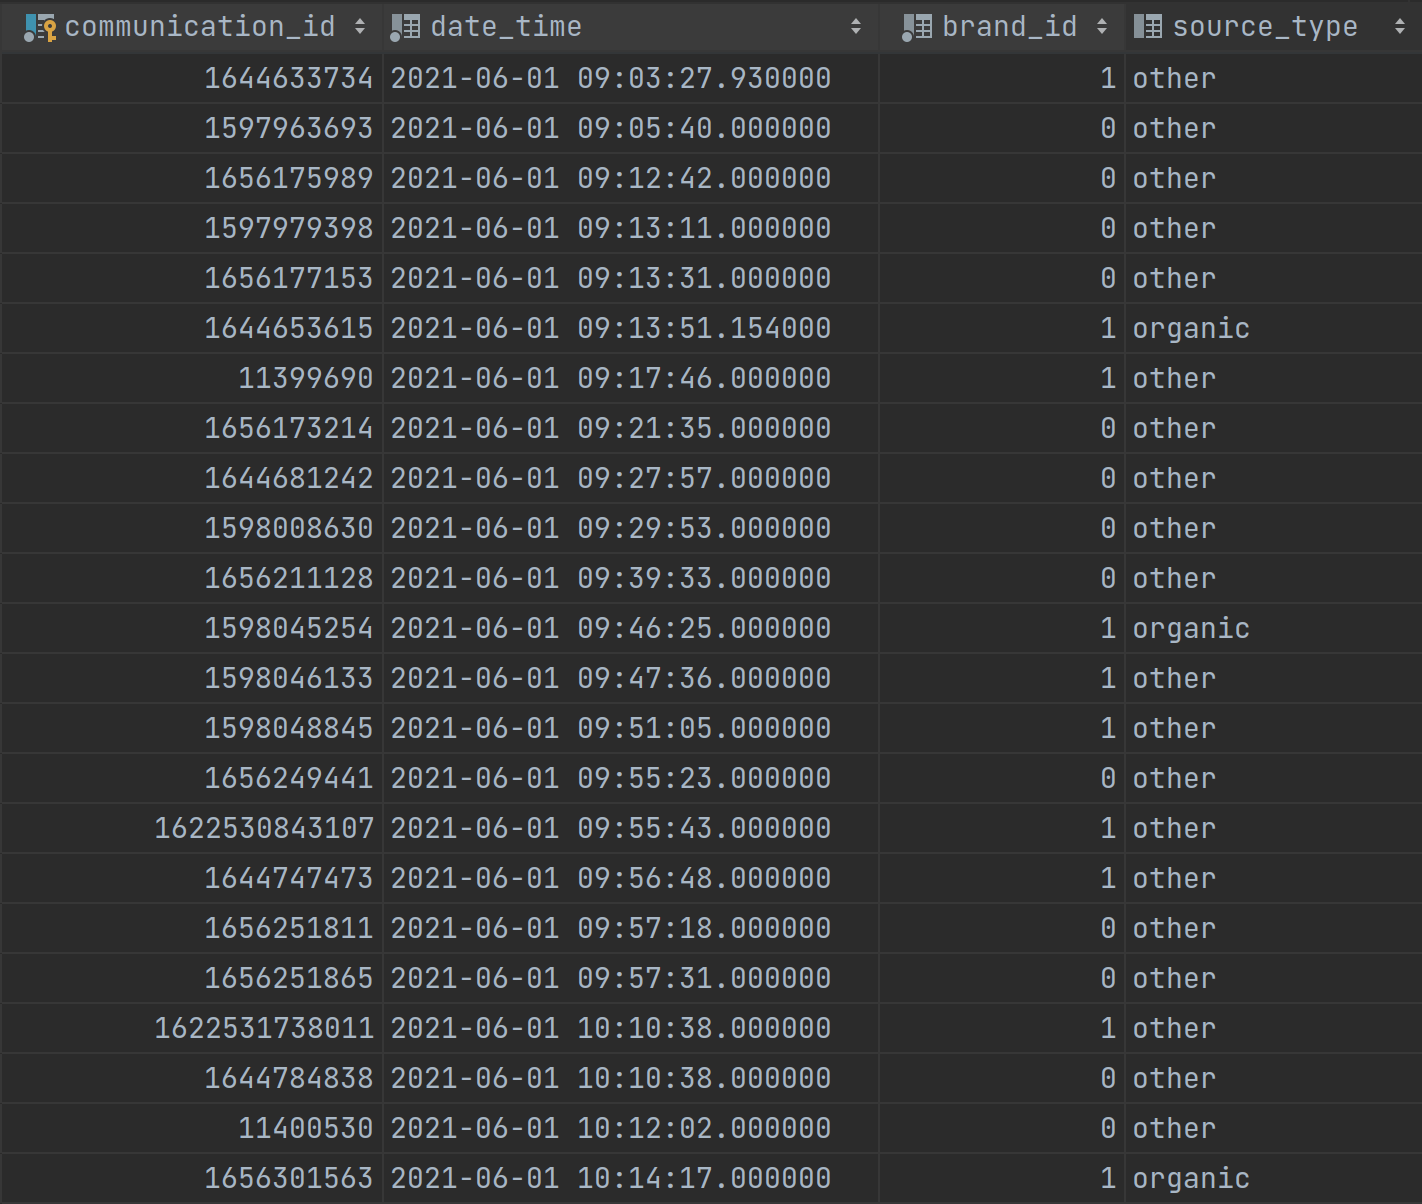 communication_id date_time brand_id source_type
1644633734 2021-06-01 09:03:27.930000 1 other
1597963693 2021-06-01 09:05:40.000000 0 other
1656175989 2021-06-01 09:12:42.000000 0 other
1597979398 2021-06-01 09:13:11.000000 0 other
1656177153 2021-06-01 09:13:31.000000 0 other
1644653615 2021-06-01 09:13:51.154000 1 organic
11399690 2021-06-01 09:17:46.000000 1 other
1656173214 2021-06-01 09:21:35.000000 0 other
1644681242 2021-06-01 09:27:57.000000 0 other
1598008630 2021-06-01 09:29:53.000000 0 other
1656211128 2021-06-01 09:39:33.000000 0 other
1598045254 2021-06-01 09:46:25.000000 1 organic
1598046133 2021-06-01 09:47:36.000000 1 other
1598048845 2021-06-01 09:51:05.000000 1 other
1656249441 2021-06-01 09:55:23.000000 0 other
1622530843107 2021-06-01 09:55:43.000000 1 other
1644747473 2021-06-01 09:56:48.000000 1 other
1656251811 2021-06-01 09:57:18.000000 0 other
1656251865 2021-06-01 09:57:31.000000 0 other
1622531738011 2021-06-01 10:10:38.000000 1 other
1644784838 2021-06-01 10:10:38.000000 0 other
11400530 2021-06-01 10:12:02.000000 0 other
1656301563 2021-06-01 10:14:17.000000 1 organic